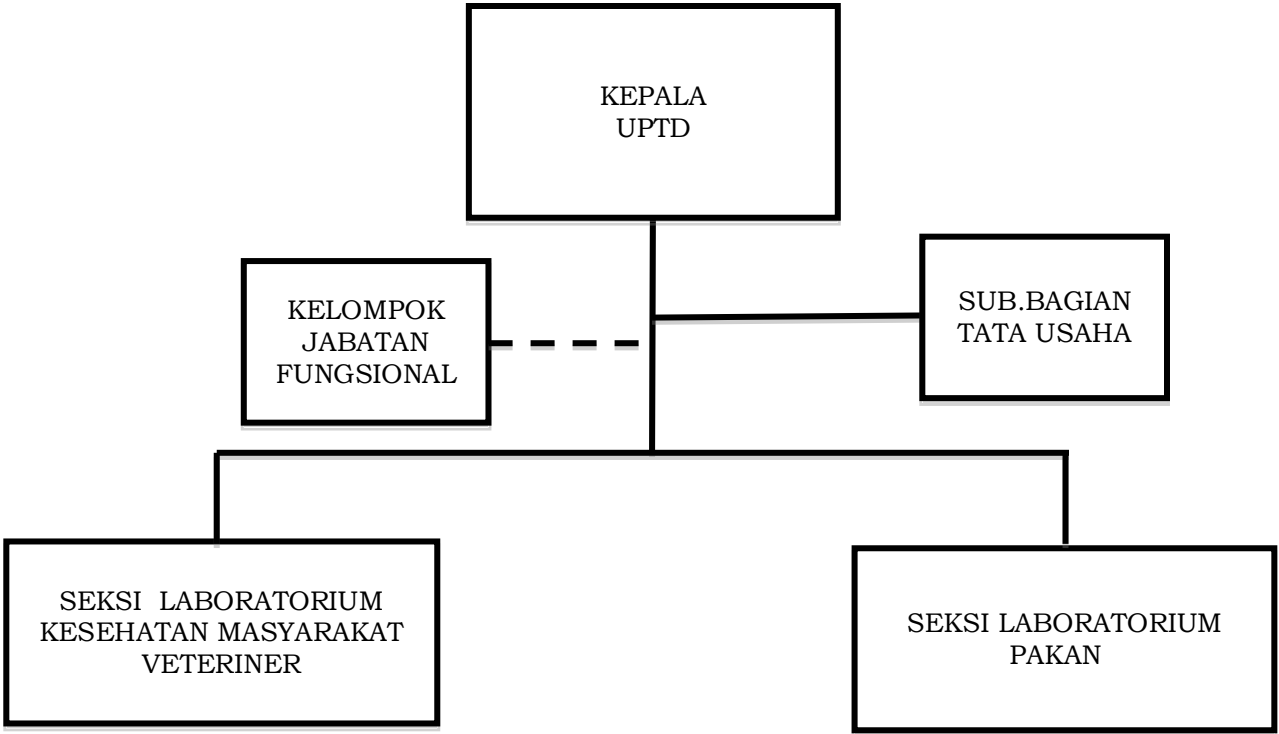 KEPALA
UPTD
KELOMPOK
JABATAN
FUNGSIONAL
SUB.BAGIAN
TATA USAHA
SEKSI  LABORATORIUM
KESEHATAN MASYARAKAT
VETERINER
SEKSI LABORATORIUM
PAKAN